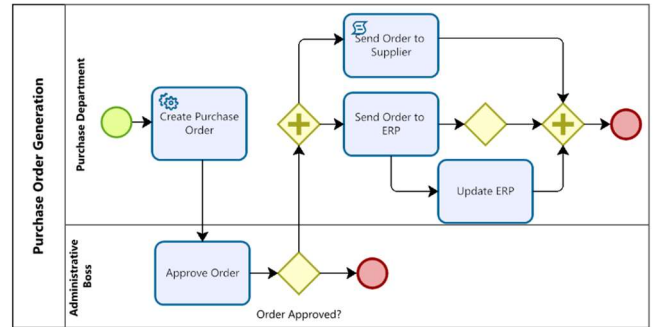 Purchase Order Generation
Purchase Department
Create Purchase
Order
Send Order to
Supplier
Send Order to
ERP
Update ERP
Administrative
Boss
Approve Order
Order Approved?